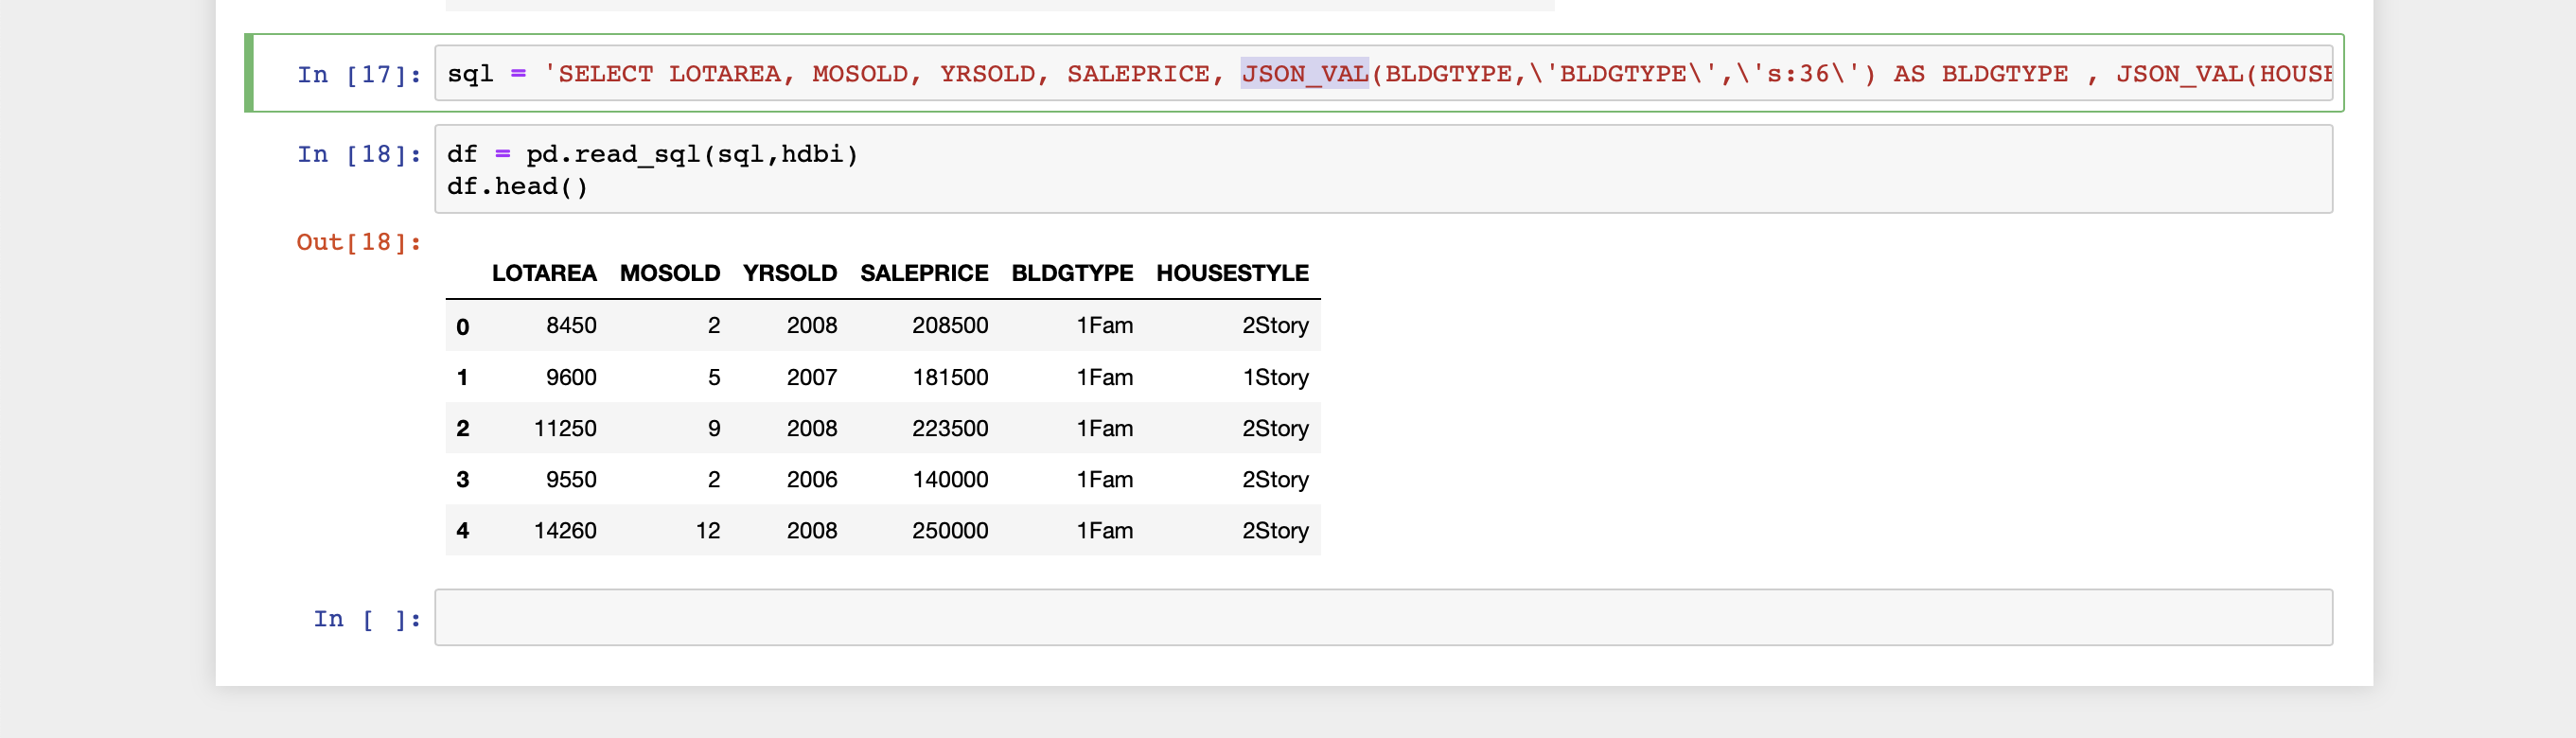 In [17]: sql = 'SELECT LOTAREA, MOSOLD, YRSOLD, SALEPRICE, JSON_VAL(BLDGTYPE,\'BLDGTYPE\',\'s:36\') AS BLDGTYPE , JSON_VAL(HOUSE
In [18]: df = pd.read_sql(sql,hdbi)
df.head()
Out[18]:
LOTAREA MOSOLD YRSOLD SALEPRICE BLDGTYPE HOUSESTYLE
0 8450 2 2008 208500 1Fam 2Story
1 9600 5 2007 181500 1Fam 1Story
2 11250 9 2008 223500 1Fam 2Story
3 9550 2 2006 140000 1Fam 2Story
4 14260 12 2008 250000 1Fam 2Story
In [ ]: